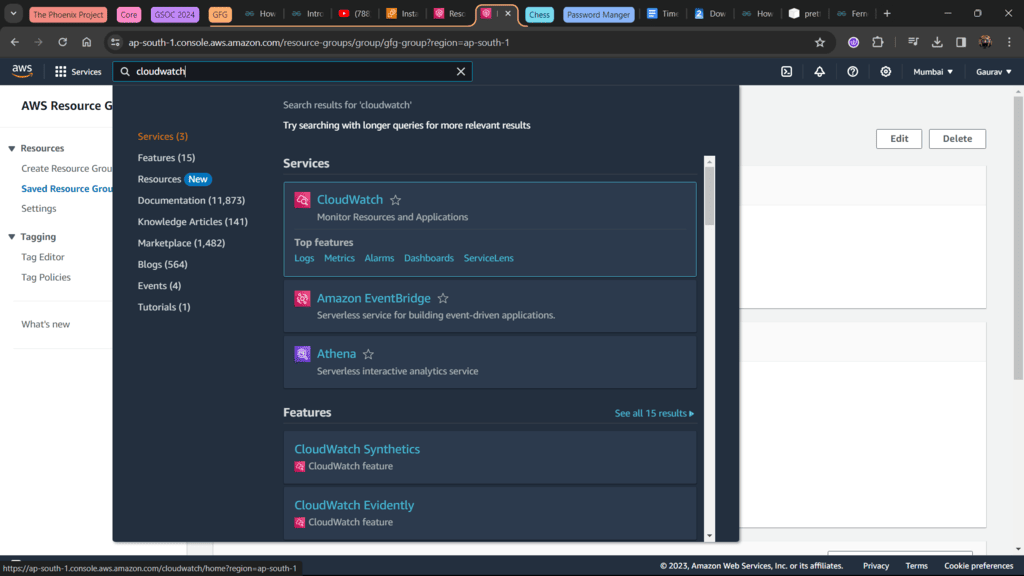 The Phoenix Project
Core
GSOC 2024
GFG
How
Intro
(788
Insta
Reso
Chess
Password Manger
Time
Dow
How
pret
Fern
ap-south-1.console.aws.amazon.com/resource-groups/group/gfg-group?region=ap-south-1
aws
Services
cloudwatch
Mumbai
Gaurav
AWS Resource G
Resources
Create Resource Grou
Saved Resource Grou
Settings
Tagging
Tag Editor
Tag Policies
What's new
Services (3)
Features (15)
Resources New
Documentation (11,873)
Knowledge Articles (141)
Marketplace (1,482)
Blogs (564)
Events (4)
Tutorials (1)
Search results for 'cloudwatch'
Try searching with longer queries for more relevant results
Services
CloudWatch
Monitor Resources and Applications
Top features
Logs Metrics Alarms Dashboards ServiceLens
Amazon EventBridge
Serverless service for building event-driven applications.
Athena
Serverless interactive analytics service
Features
See all 15 results
CloudWatch Synthetics
CloudWatch feature
CloudWatch Evidently
CloudWatch feature
Edit
Delete
https://ap-south-1.console.aws.amazon.com/cloudwatch/home?region=ap-south-1
© 2023, Amazon Web Services, Inc. or its affiliates.
Privacy
Terms
Cookie preferences